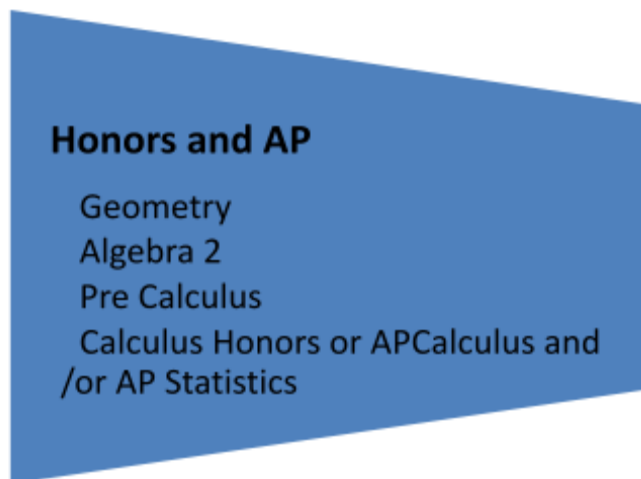 Honors and AP
Geometry
Algebra 2
Pre Calculus
Calculus Honors or APCalculus and
/or AP Statistics